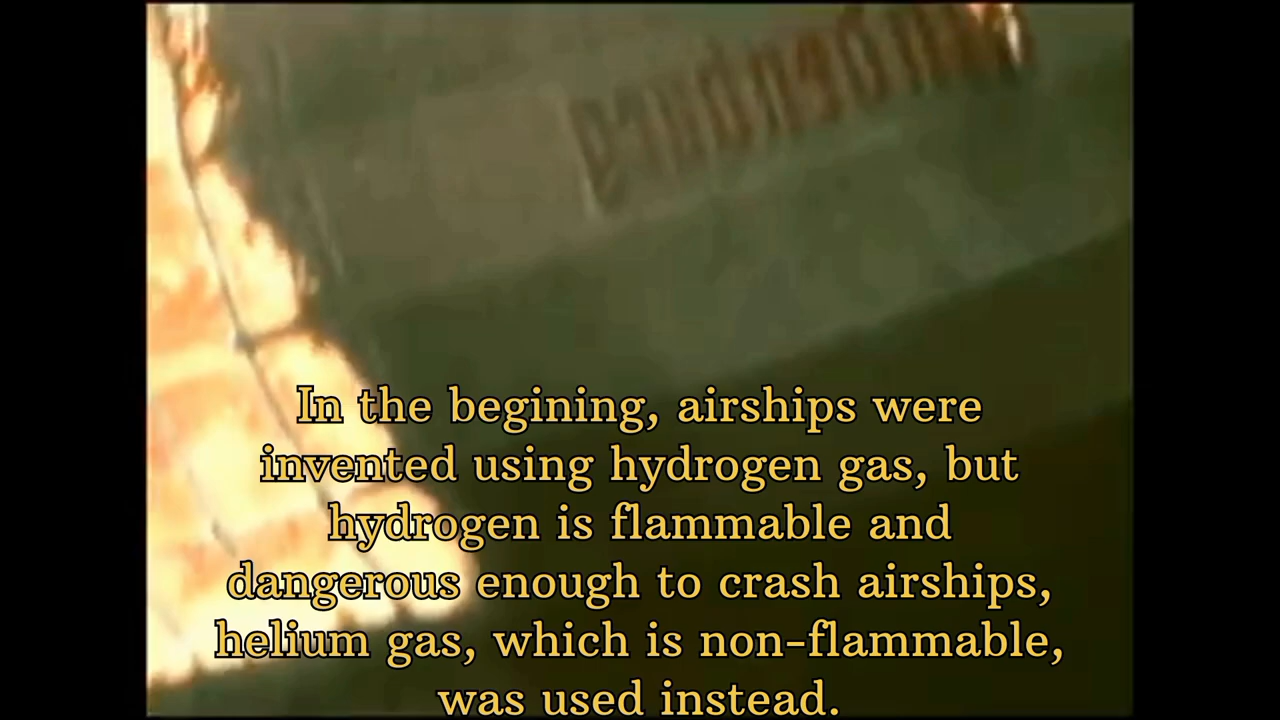 In the begining, airships were
invented using hydrogen gas, but
hydrogen is flammable and
dangerous enough to crash airships,
helium gas, which is non-flammable,
was used instead.